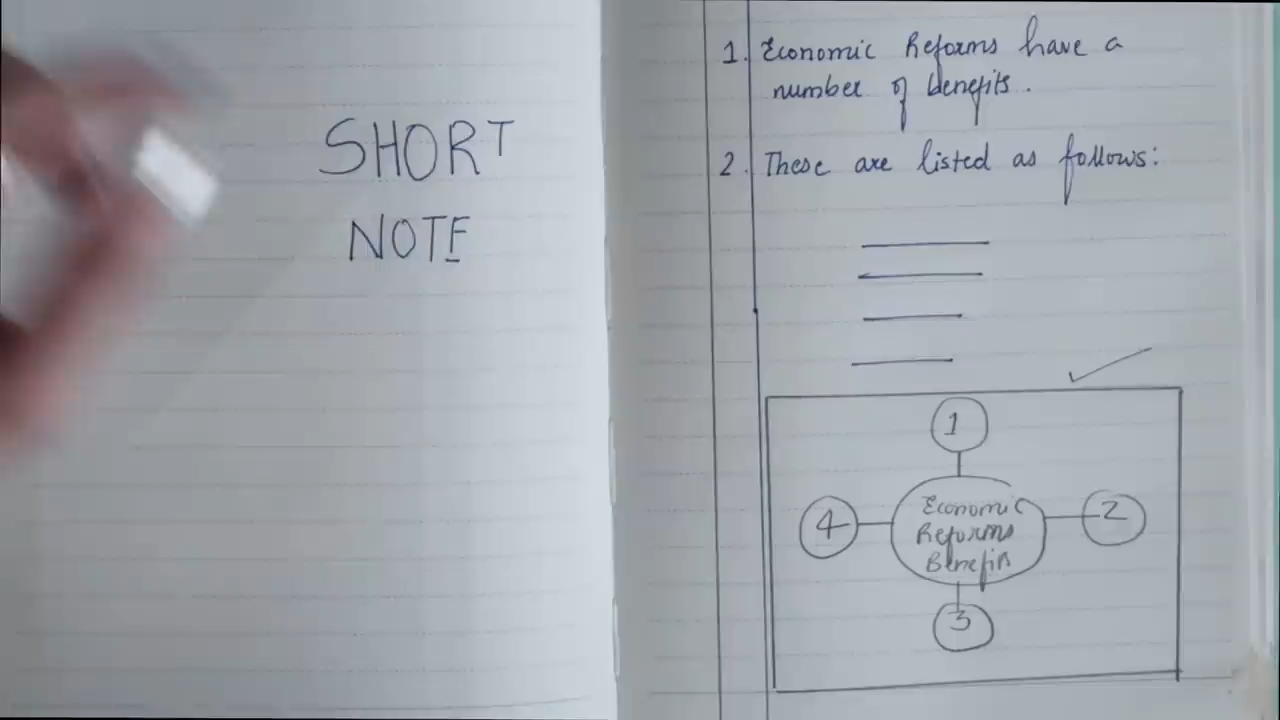 SHORT
NOTE
1. Economic Reforms have a
number of benefits.
2. These are listed as follows:
1
4
Economic
Reforms
Benefits
2
3